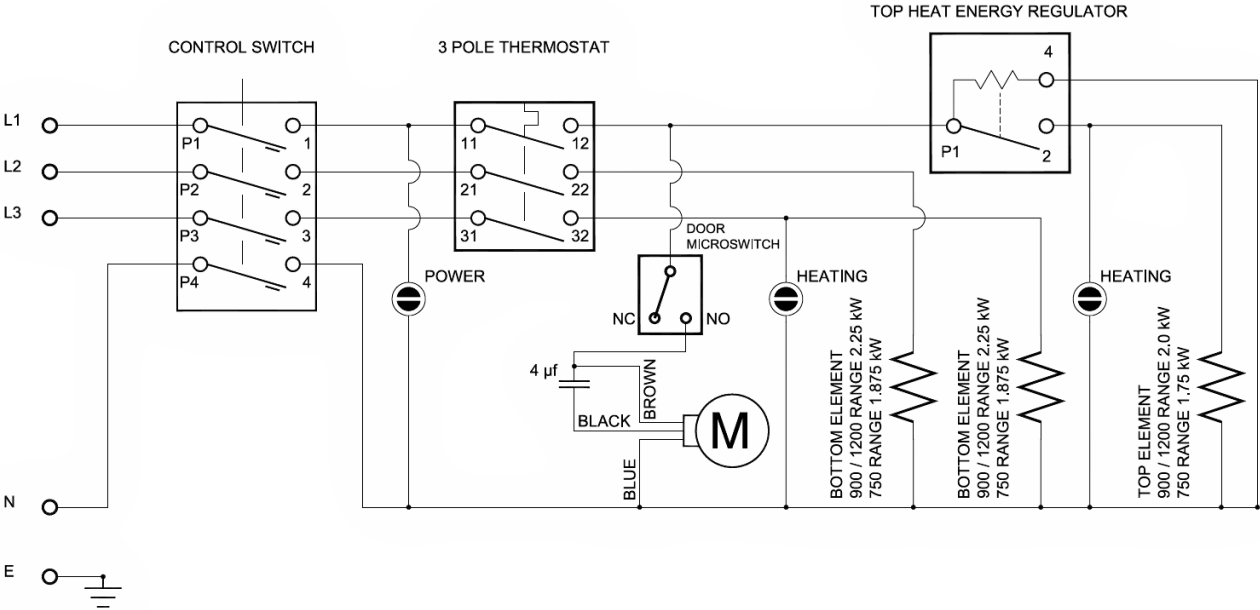 TOP HEAT ENERGY REGULATOR
CONTROL SWITCH
3 POLE THERMOSTAT
4
L1
P1
1
11
12
P1
2
L2
P2
2
21
22
L3
P3
3
31
32
DOOR
MICROSWITCH
P4
4
POWER
HEATING
HEATING
NC
NO
4 µf
BROWN
BLACK
BLUE
M
BOTTOM ELEMENT
900 / 1200 RANGE 2.25 kW
750 RANGE 1.875 kW
BOTTOM ELEMENT
900 / 1200 RANGE 2.25 kW
750 RANGE 1.875 kW
TOP ELEMENT
900 / 1200 RANGE 2.0 kW
750 RANGE 1.75 kW
N
E